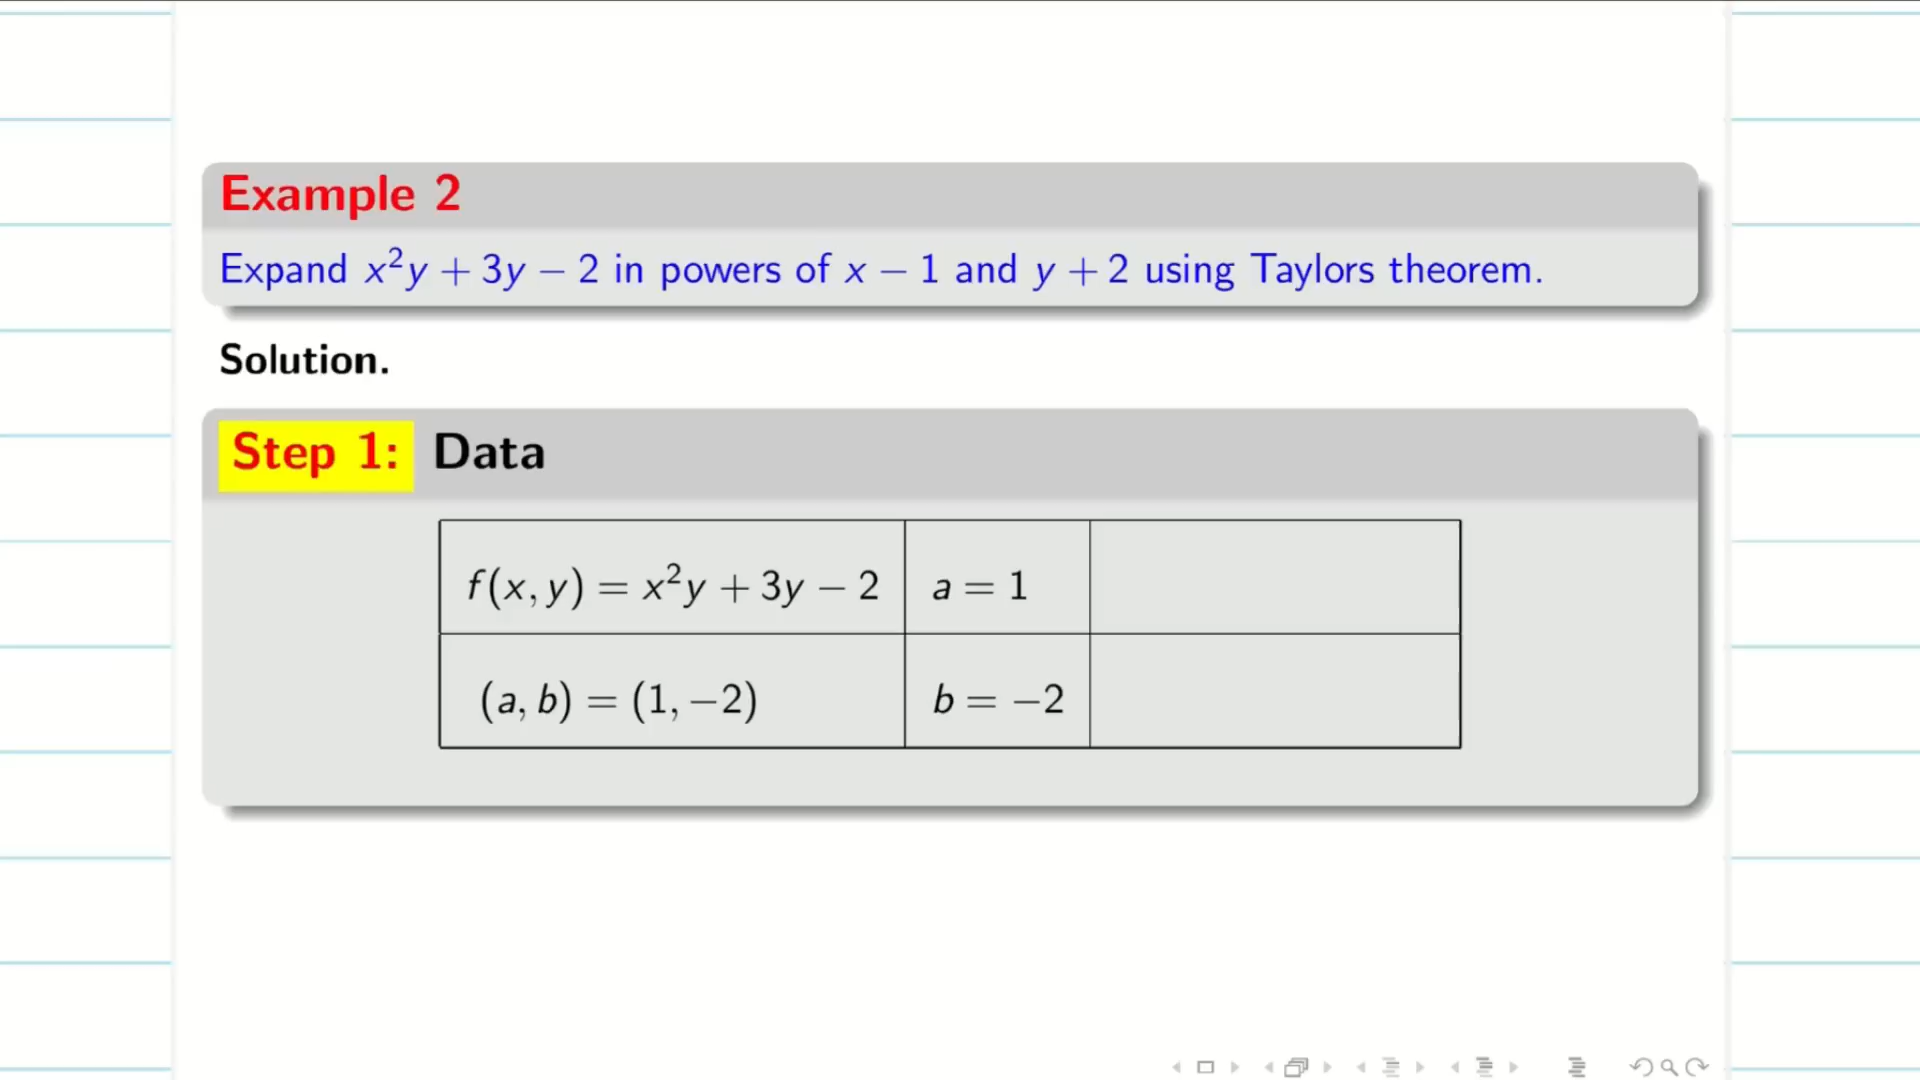 Example 2
Expand x²y + 3y − 2 in powers of x − 1 and y + 2 using Taylors theorem.
Solution.
Step 1: Data
f(x, y) = x²y + 3y − 2 a = 1
(a, b) = (1, −2) b = −2